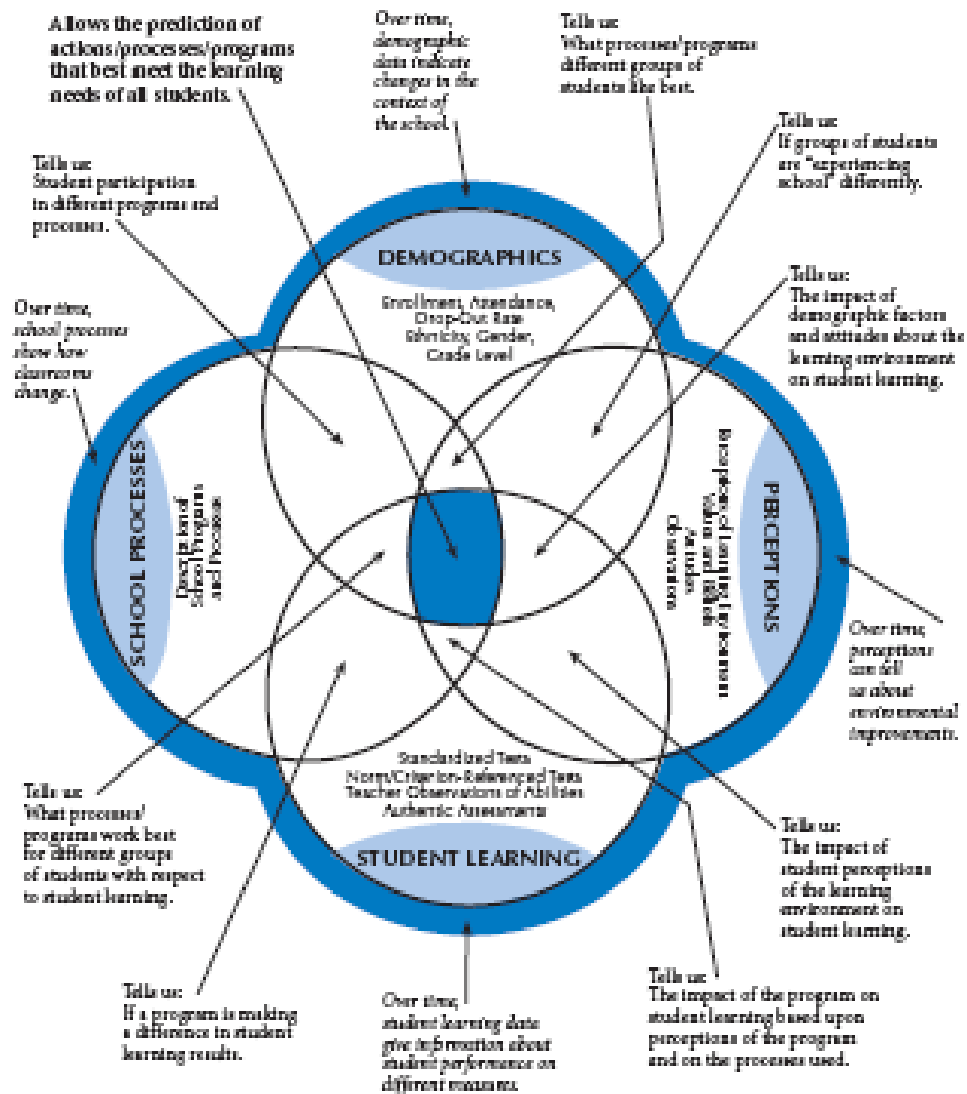 Allows the prediction of
actions/processes/programs
that best meet the learning
needs of all students.
Over time,
demographic
data indicate
changes in the
context of
the school.
Tells us:
What processes/programs
different groups of
students like best.
Tells us:
If groups of students
are "experiencing
school" differently.
Tells us:
Student participation
in different programs and
processes.
Tells us:
The impact of
demographic factors
and attitudes about the
learning environment
on student learning.
Over time,
school processes
show how
classrooms
change.
DEMOGRAPHICS
Enrollment, Attendance,
Drop-Out Rate
Ethnicity, Gender,
Grade Level
SCHOOL PROCESSES
Description of
School Programs
and Processes
PERCEPTIONS
Perceptions of Learning Environment
Values and Beliefs
Attitudes
Observations
Over time,
perceptions
can tell
us about
environmental
improvements.
Standardized Tests
Norm/Criterion-Referenced Tests
Teacher Observations of Abilities
Authentic Assessments
STUDENT LEARNING
Tells us:
What processes/
programs work best
for different groups
of students with respect
to student learning.
Tells us:
The impact of
student perceptions
of the learning
environment on
student learning.
Tells us:
If a program is making
a difference in student
learning results.
Over time,
student learning data
give information about
student performance on
different measures.
Tells us:
The impact of the program on
student learning based upon
perceptions of the program
and on the processes used.